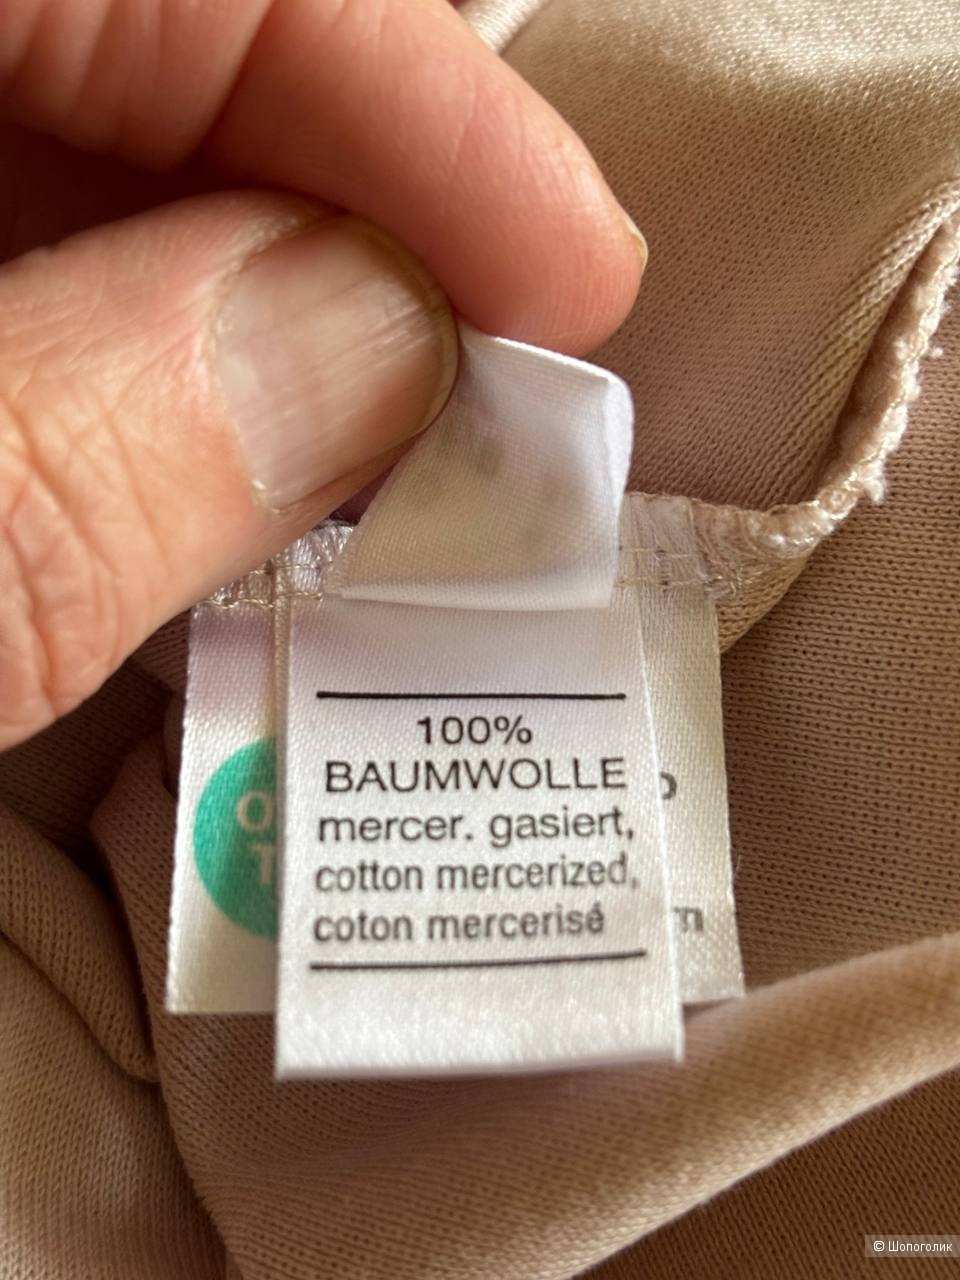 100%
BAUMWOLLE
mercer. gasiert,
cotton mercerized,
coton mercerisé
© Шопоголик